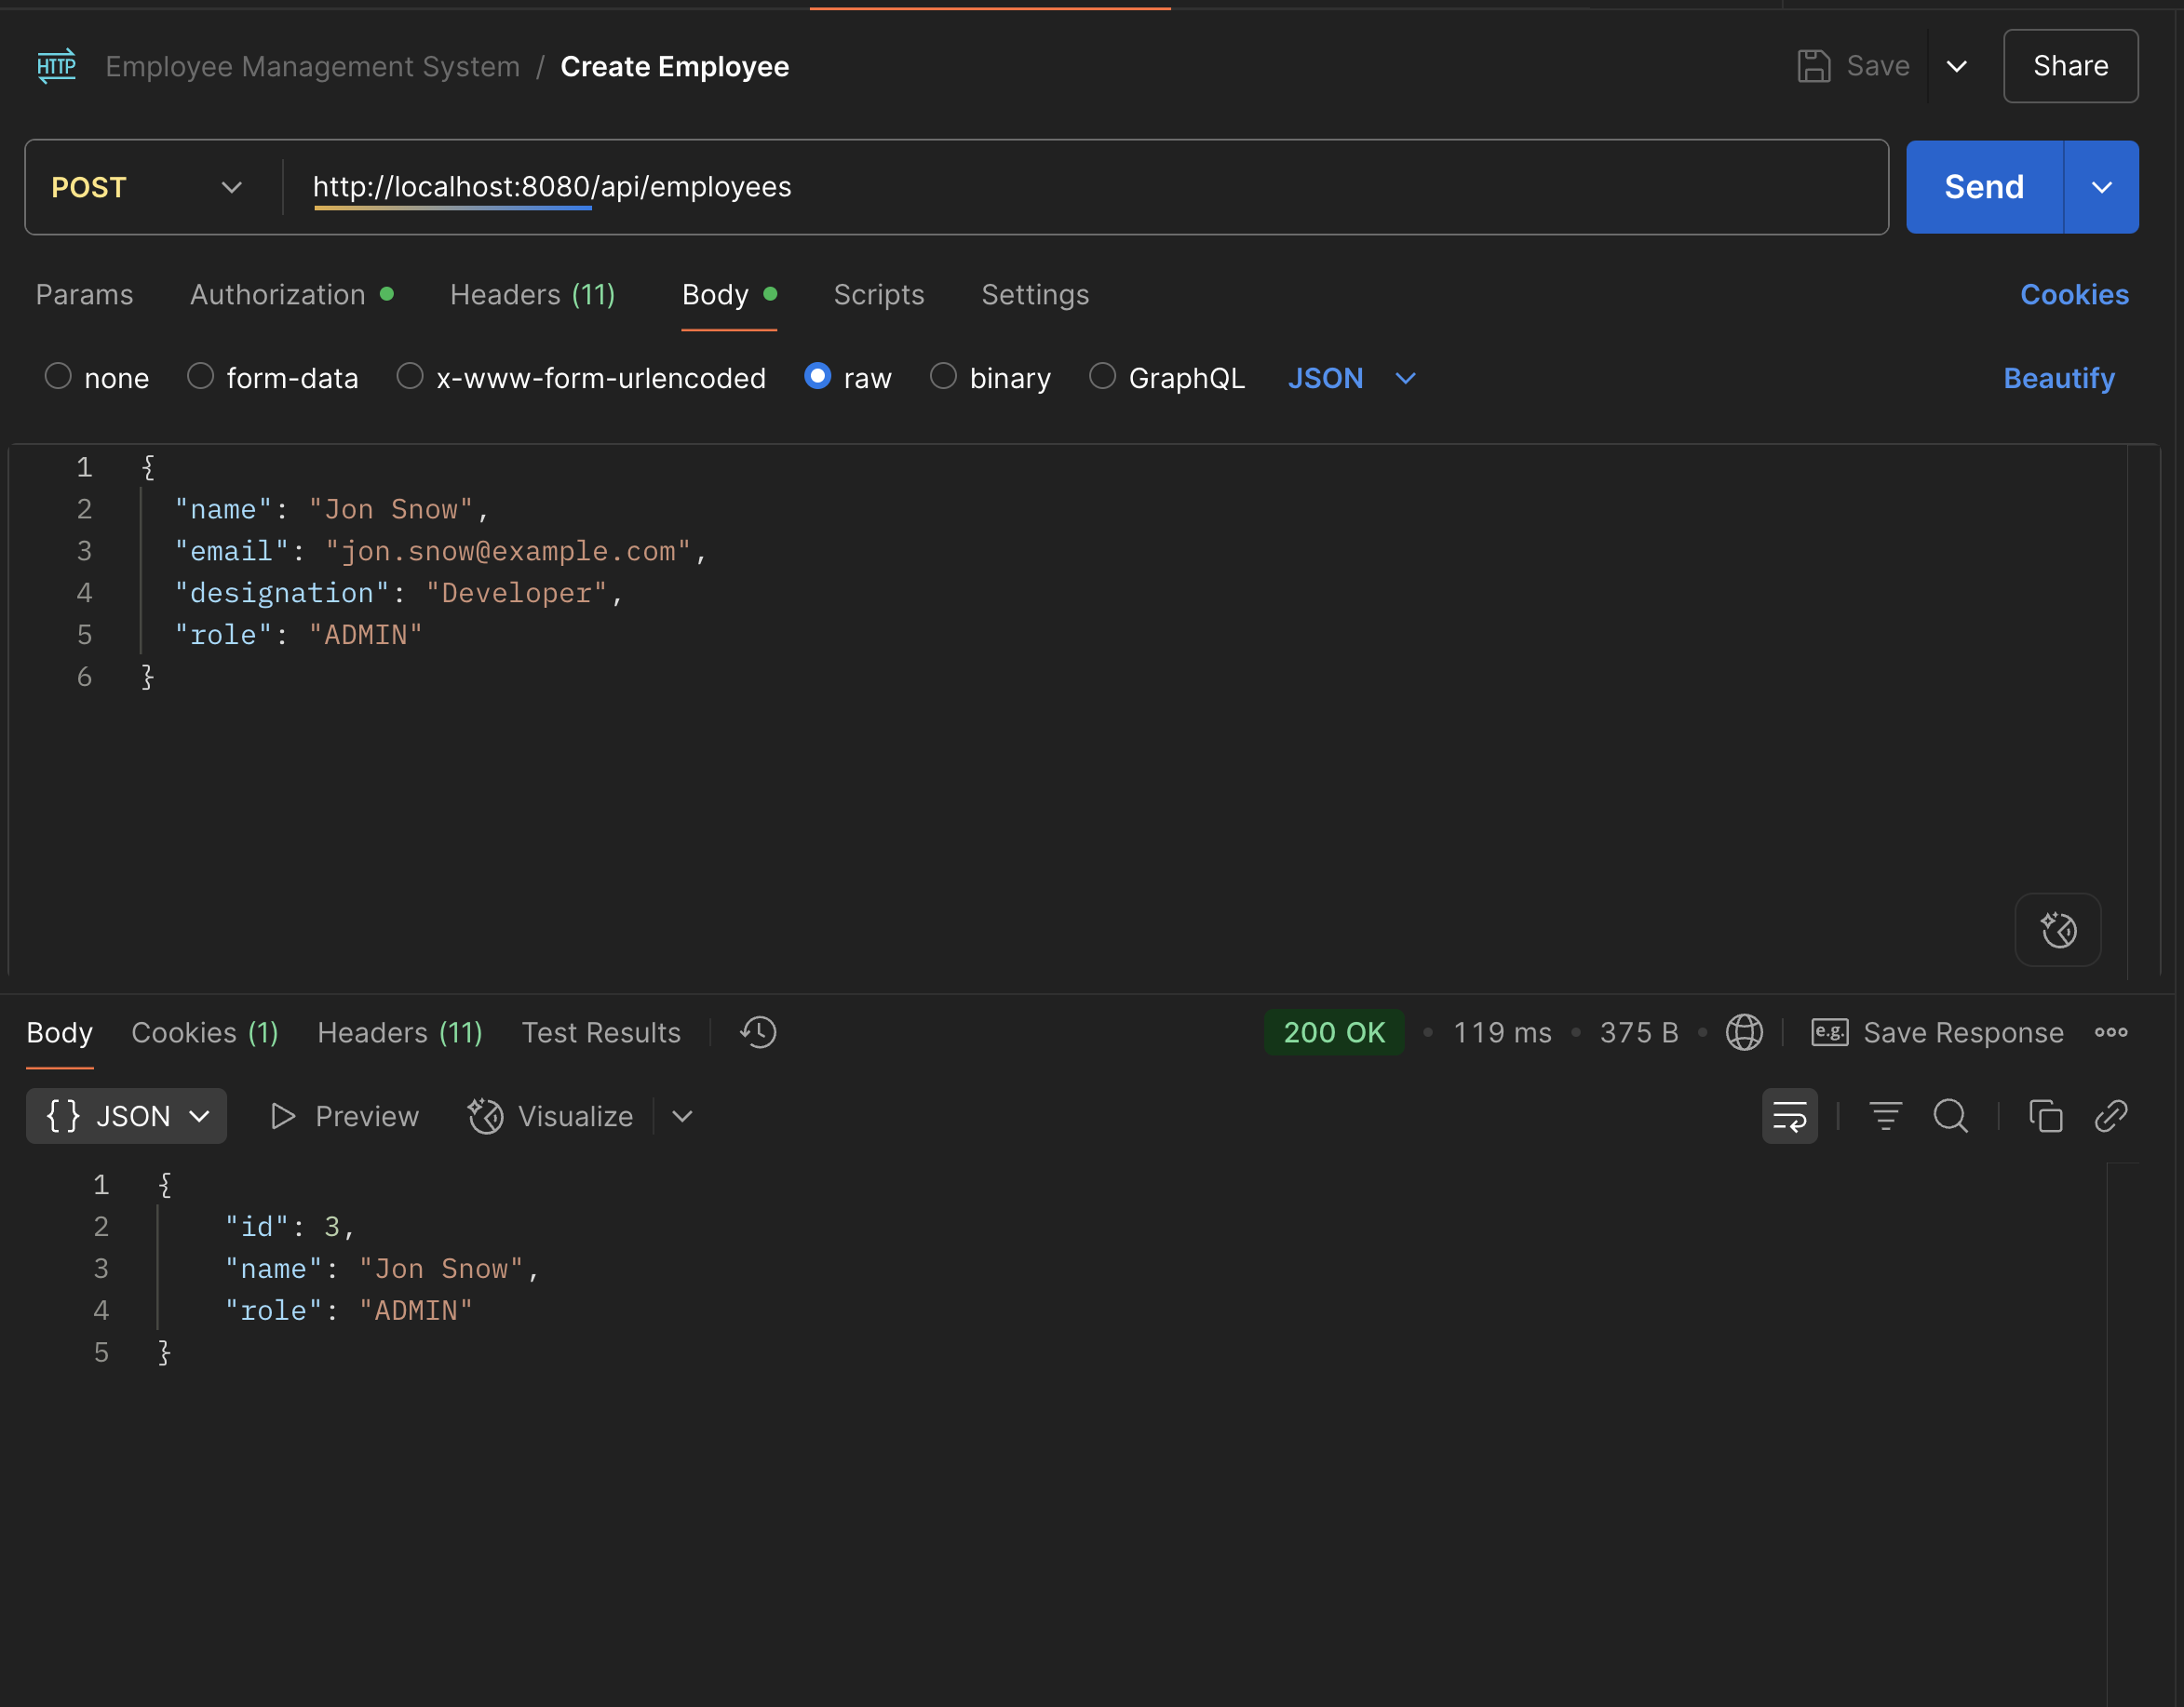 HTTP Employee Management System / Create Employee Save Share
POST http://localhost:8080/api/employees Send
Params Authorization Headers (11) Body Scripts Settings Cookies
none form-data x-www-form-urlencoded raw binary GraphQL JSON Beautify
1 {
2 "name": "Jon Snow",
3 "email": "jon.snow@example.com",
4 "designation": "Developer",
5 "role": "ADMIN"
6 }
Body Cookies (1) Headers (11) Test Results 200 OK • 119 ms • 375 B • e.g. Save Response
{} JSON Preview Visualize
1 {
2 "id": 3,
3 "name": "Jon Snow",
4 "role": "ADMIN"
5 }